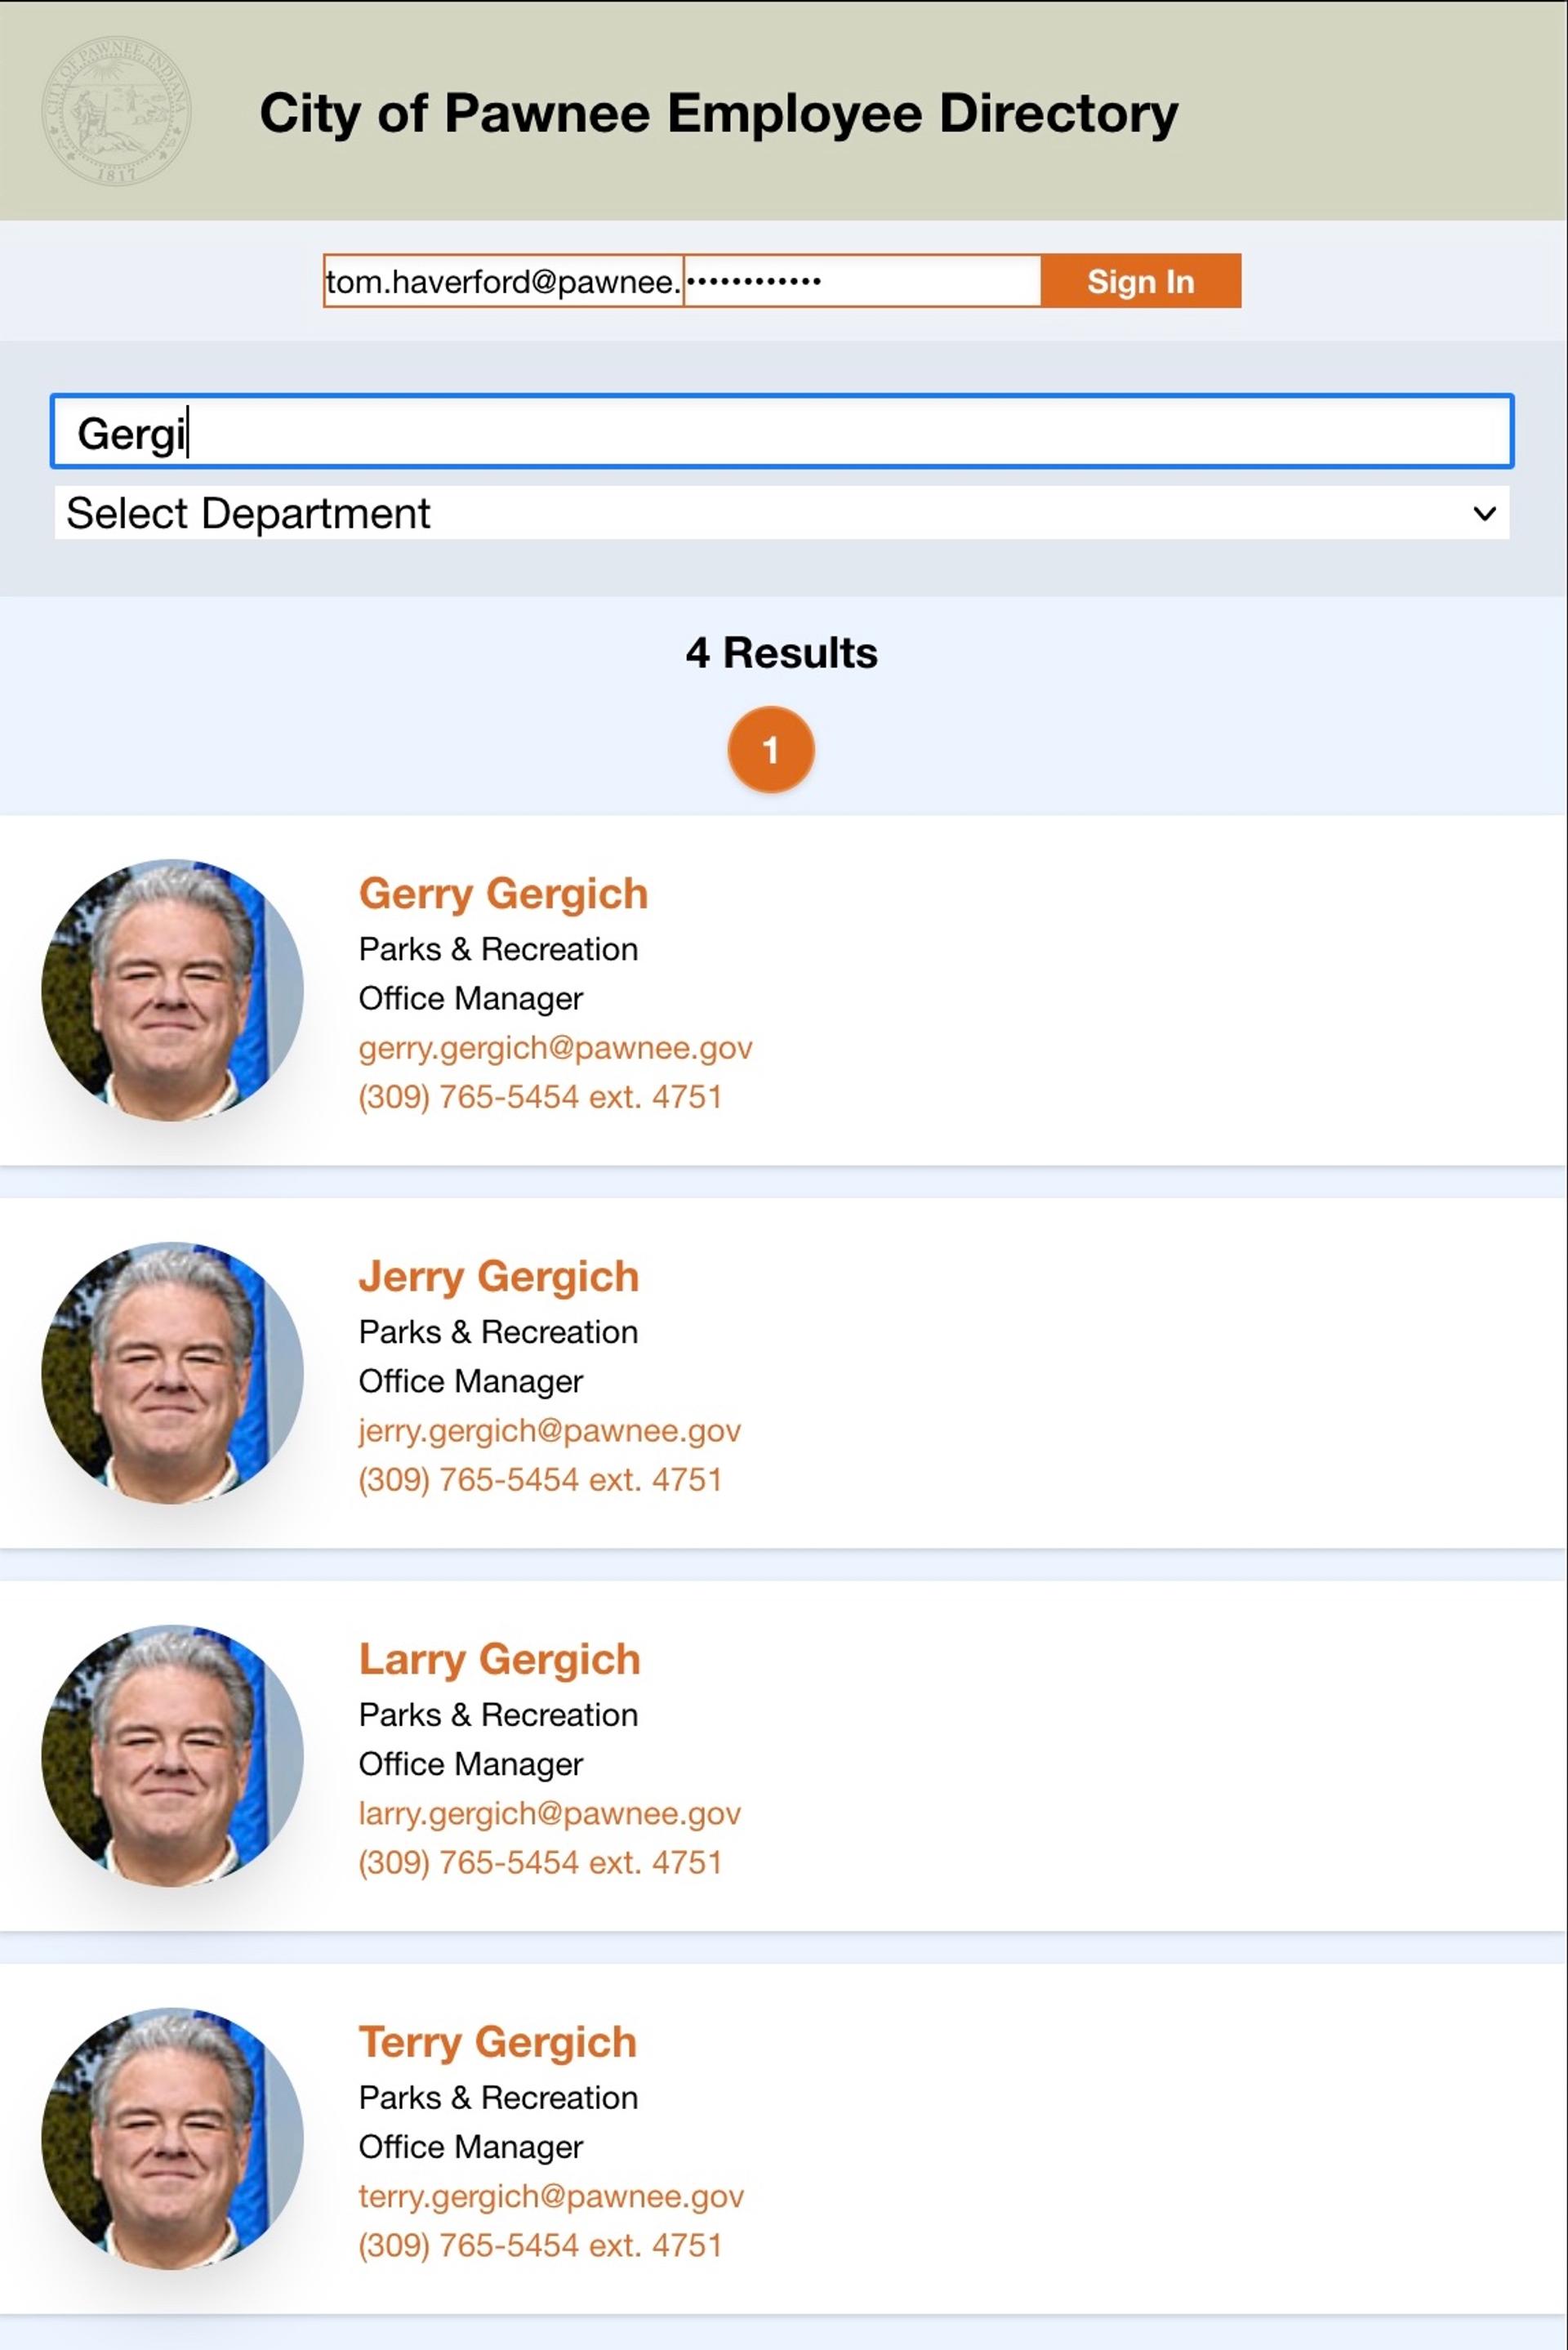 CITY OF PAWNEE, INDIANA
1817
City of Pawnee Employee Directory
tom.haverford@pawnee. •••••••••••• Sign In
Gergi
Select Department
4 Results
1
Gerry Gergich
Parks & Recreation
Office Manager
gerry.gergich@pawnee.gov
(309) 765-5454 ext. 4751
Jerry Gergich
Parks & Recreation
Office Manager
jerry.gergich@pawnee.gov
(309) 765-5454 ext. 4751
Larry Gergich
Parks & Recreation
Office Manager
larry.gergich@pawnee.gov
(309) 765-5454 ext. 4751
Terry Gergich
Parks & Recreation
Office Manager
terry.gergich@pawnee.gov
(309) 765-5454 ext. 4751